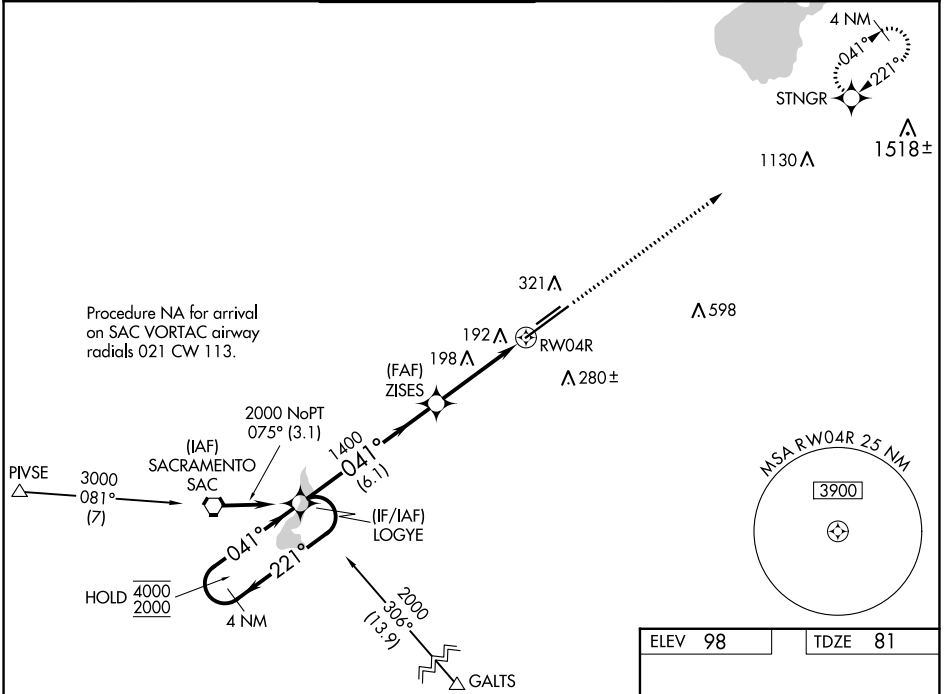 4 NM
041°
221°
STNGR
1518±
1130
321
598
Procedure NA for arrival
on SAC VORTAC airway
radials 021 CW 113.
192
RW04R
198
(FAF)
ZISES
280±
2000 NoPT
075° (3.1)
1400
041°
(6.1)
MSA RW04R 25 NM
3900
(IAF)
SACRAMENTO
SAC
PIVSE
3000
081°
(7)
(IF/IAF)
LOGYE
041°
221°
HOLD 4000
2000
4 NM
2000
306°
(13.9)
GALTS
ELEV 98
TDZE 81